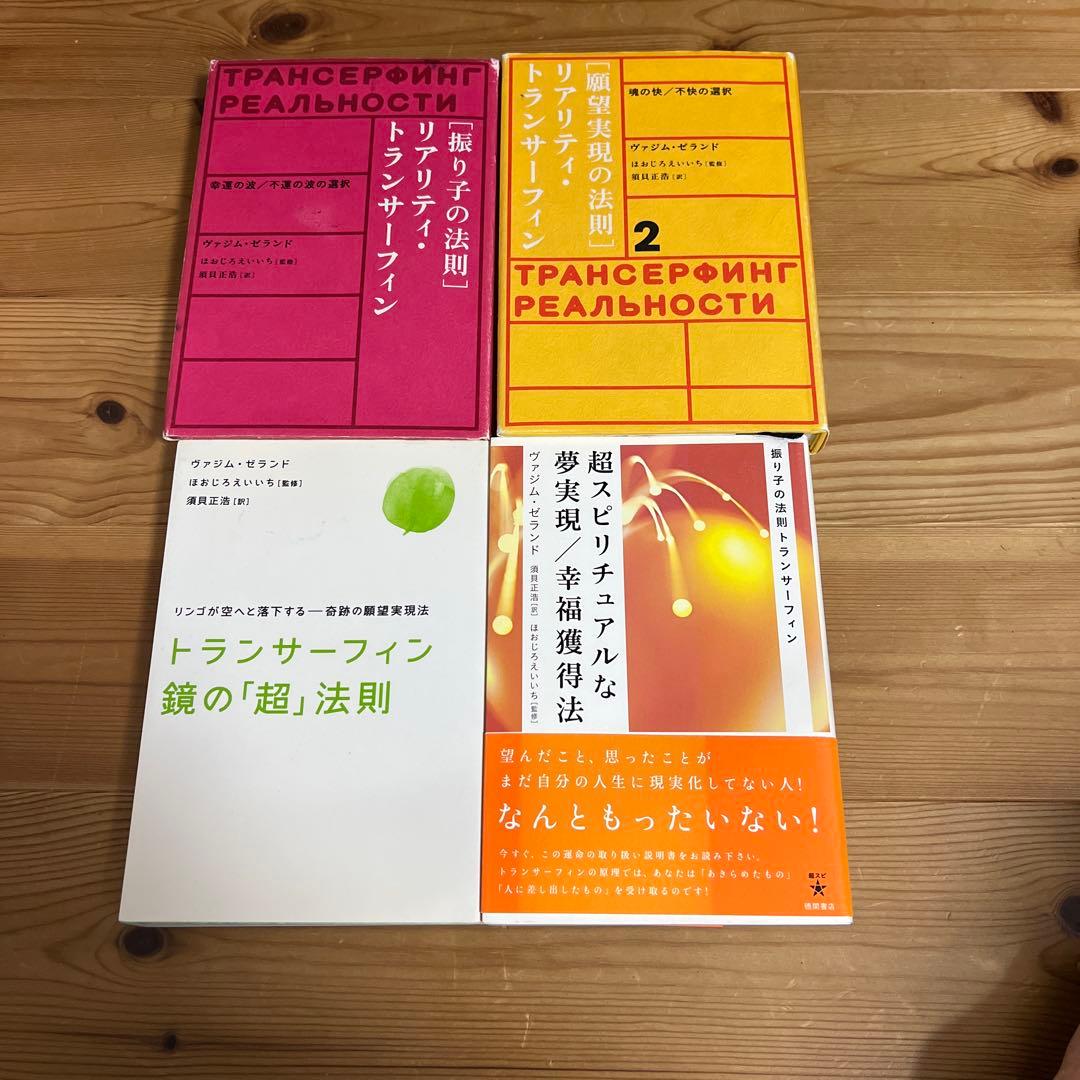 ТРАНСЕРФИНГ
РЕАЛЬНОСТИ
[振り子の法則]
リアリティ・
トランサーフィン
幸運の波／不運の波の選択
ヴァジム・ゼランド
ほおじろえいいち[監修]
須貝正浩[訳]
[願望実現の法則]
リアリティ・
トランサーフィン
魂の快／不快の選択
ヴァジム・ゼランド
ほおじろえいいち[監修]
須貝正浩[訳]
2
ТРАНСЕРФИНГ
РЕАЛЬНОСТИ
ヴァジム・ゼランド
ほおじろえいいち[監修]
須貝正浩[訳]
リンゴが空へと落下する―奇跡の願望実現法
トランサーフィン
鏡の「超」法則
振り子の法則トランサーフィン
超スピリチュアルな
夢実現／幸福獲得法
ヴァジム・ゼランド 須貝正浩[訳] ほおじろえいいち[監修]
望んだこと、思ったことが
まだ自分の人生に現実化してない人!
なんともったいない!
今すぐ、この運命の取り扱い説明書をお読み下さい。
トランサーフィンの原理では、あなたは「あきらめたもの」
「人に差し出したもの」を受け取るのです!
超スピ
徳間書店